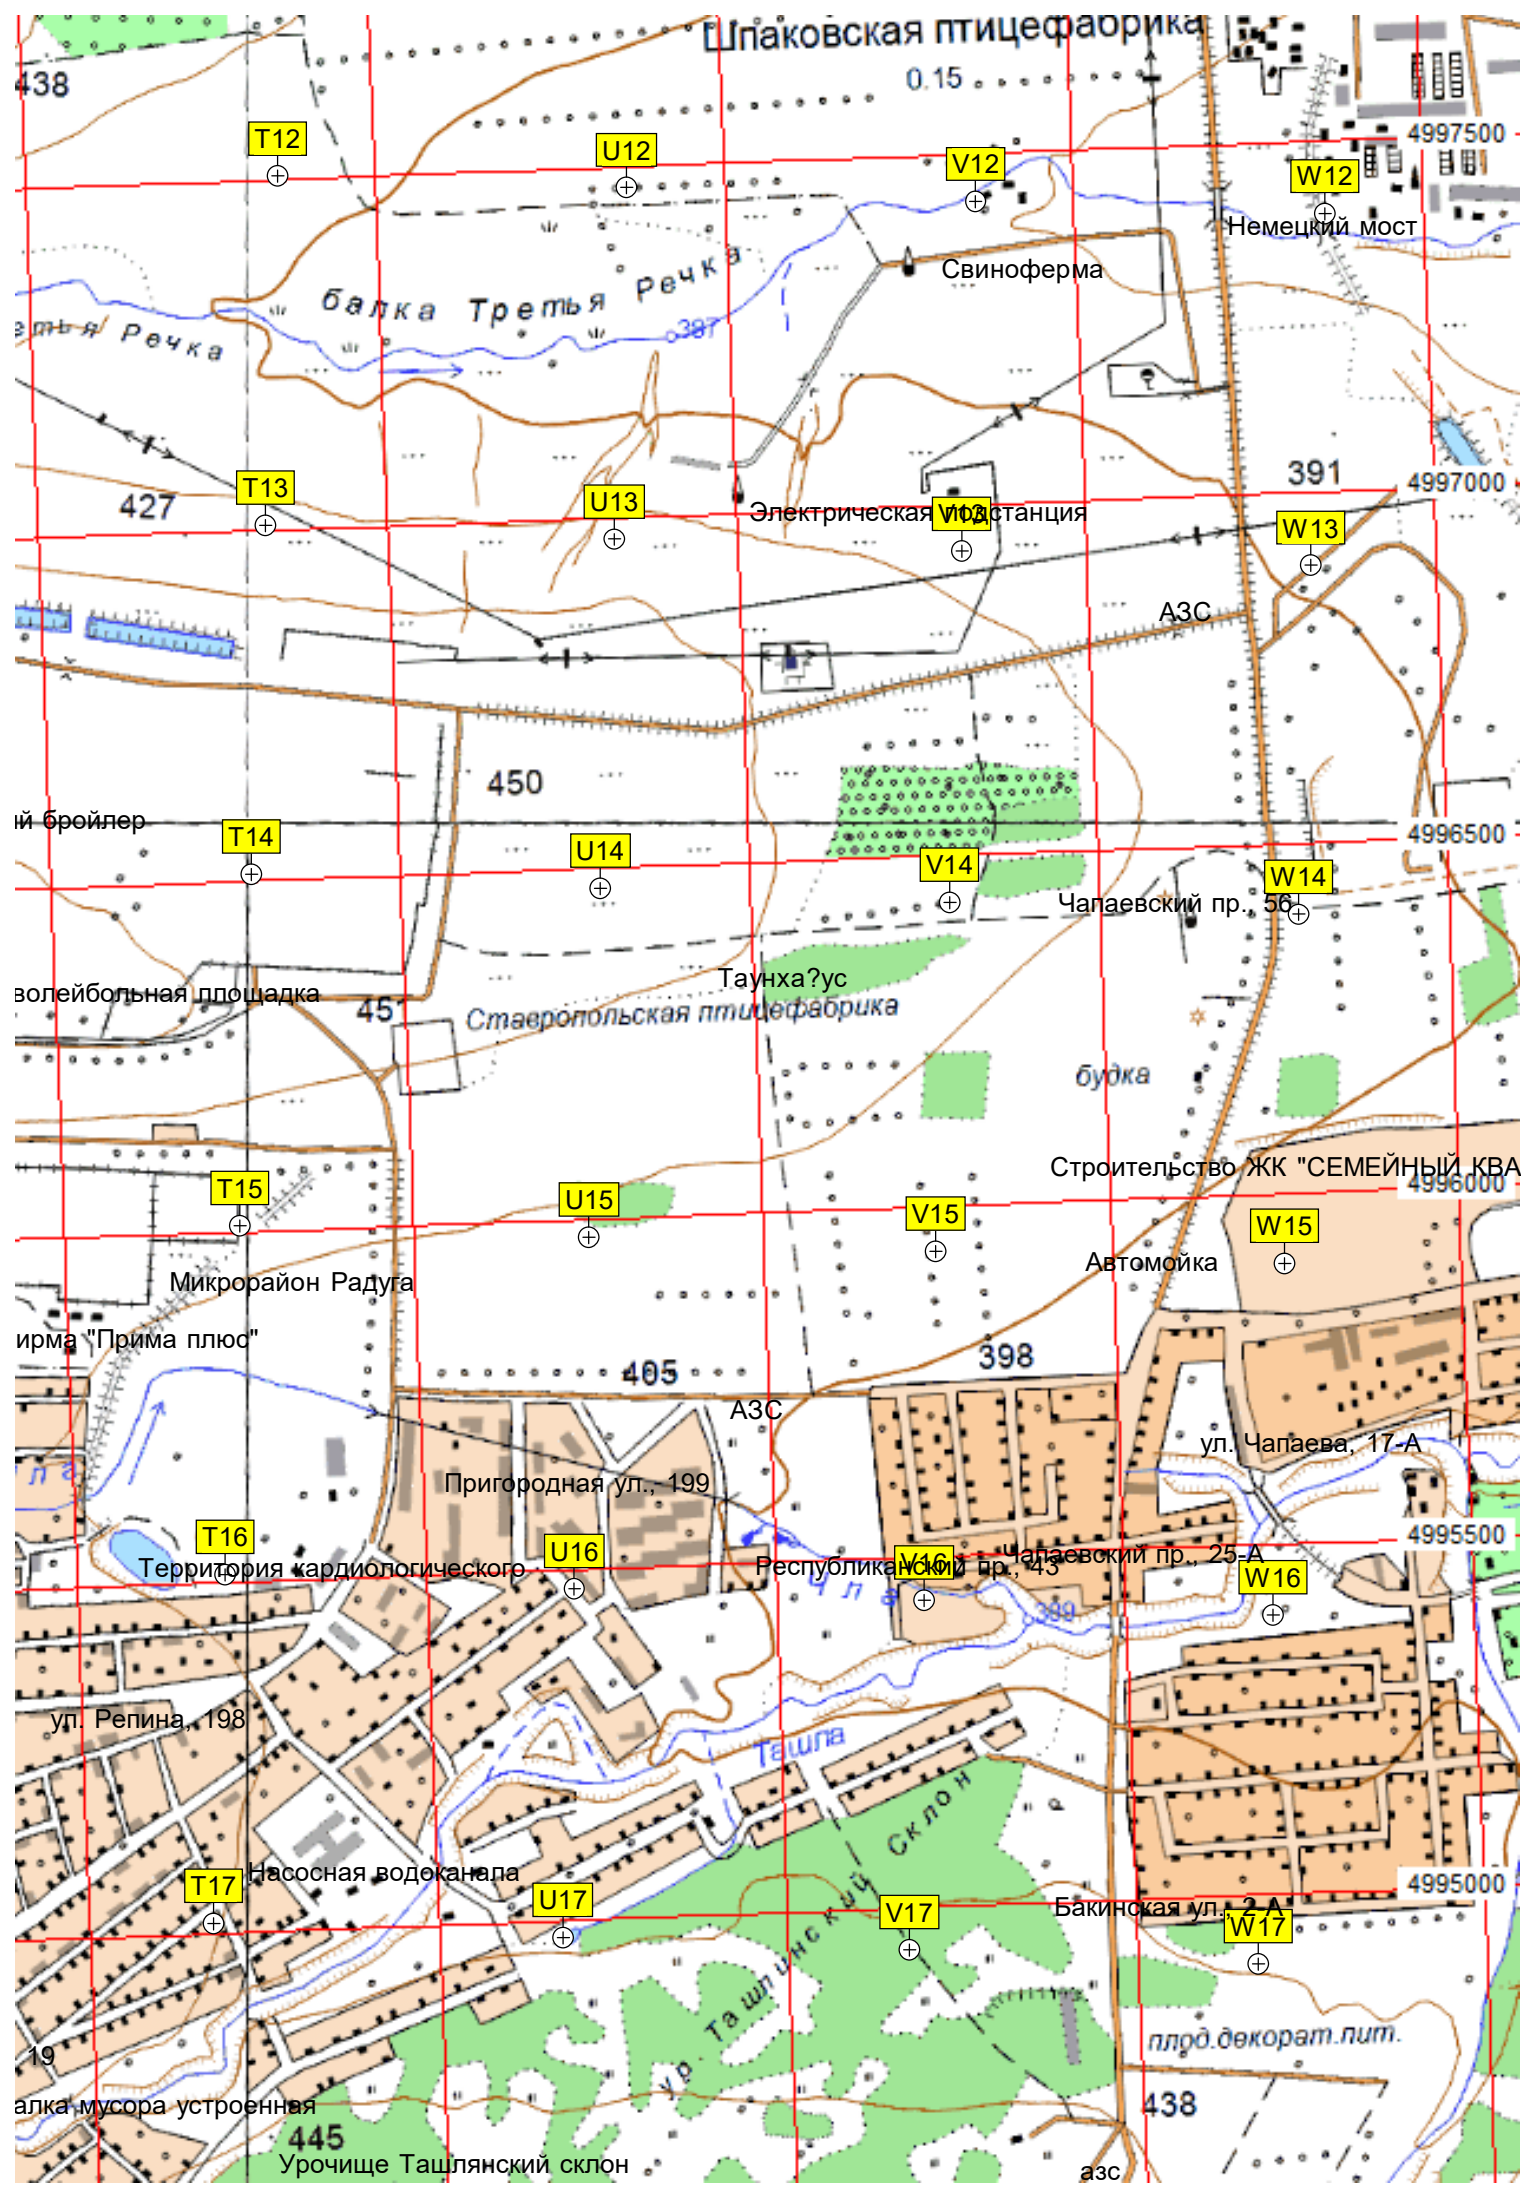 Шпаковская птицефабрика
0.15
438
4997500
T12
U12
V12
W12
Немецкий мост
Свиноферма
балка Третья Речка
387
Речка
391
4997000
427
T13
U13
Электрическая подстанция
V13
W13
АЗС
450
й бройлер
T14
U14
V14
W14
4996500
Чапаевский пр., 56
Таунха?ус
волейбольная площадка
451
Ставропольская птицефабрика
будка
Строительство ЖК "СЕМЕЙНЫЙ КВА
4996000
T15
U15
V15
W15
Автомойка
Микрорайон Радуга
ирма "Прима плюс"
398
405
АЗС
ул. Чапаева, 17-А
ла
Пригородная ул., 199
4995500
T16
U16
V16
W16
Территория кардиологического
Республиканский пр., 43
Чапаевский пр., 25-А
389
ул. Репина, 198
Ташла
Насосная водоканала
4995000
T17
U17
V17
W17
Бакинская ул., 2-А
ур. Ташлинский Склон
плод.декорат.пит.
19
алка мусора устроенная
438
445
Урочище Ташлянский склон
азс